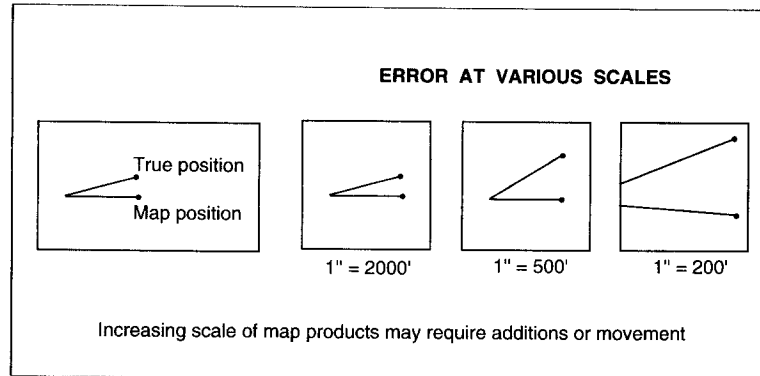 ERROR AT VARIOUS SCALES
True position
Map position
1" = 2000'
1" = 500'
1" = 200'
Increasing scale of map products may require additions or movement